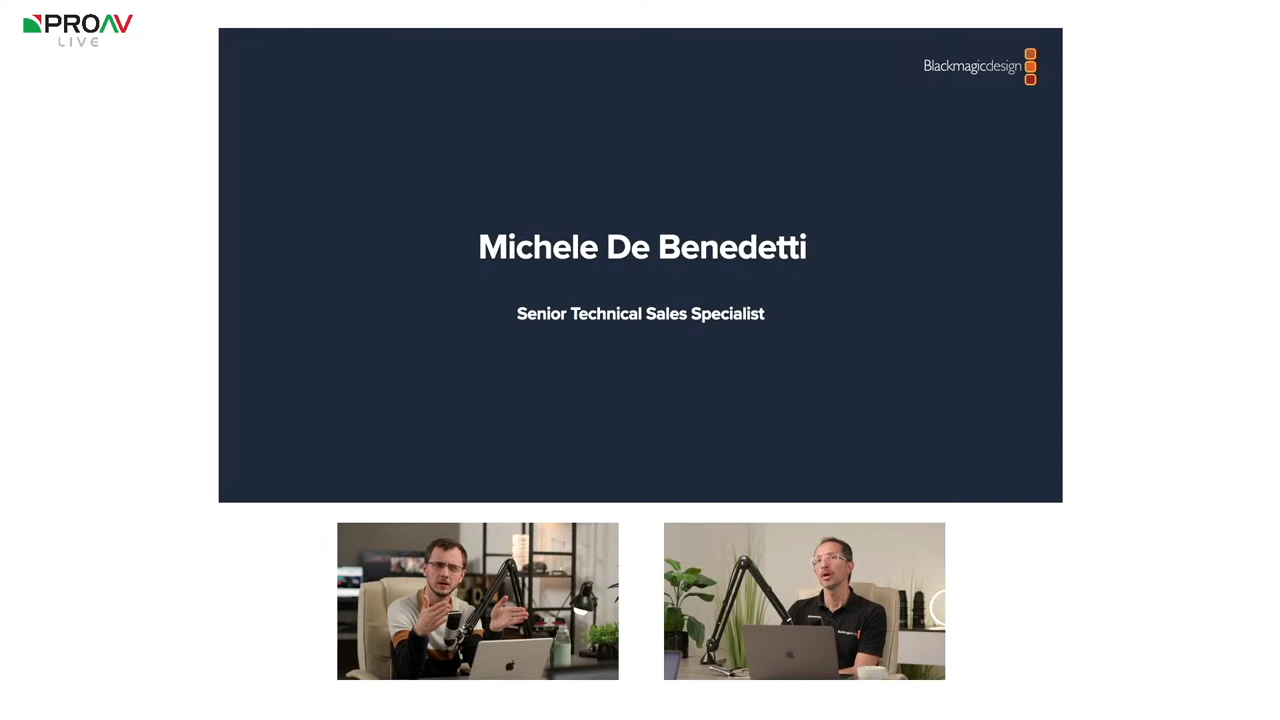 PROAV
LIVE
Blackmagicdesign
Michele De Benedetti
Senior Technical Sales Specialist